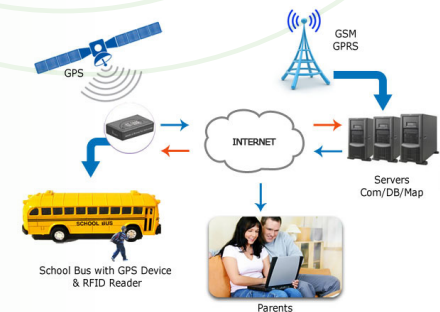 GPS
GSM
GPRS
INTERNET
Servers
Com/DB/Map
SCHOOL BUS
School Bus with GPS Device
& RFID Reader
Parents